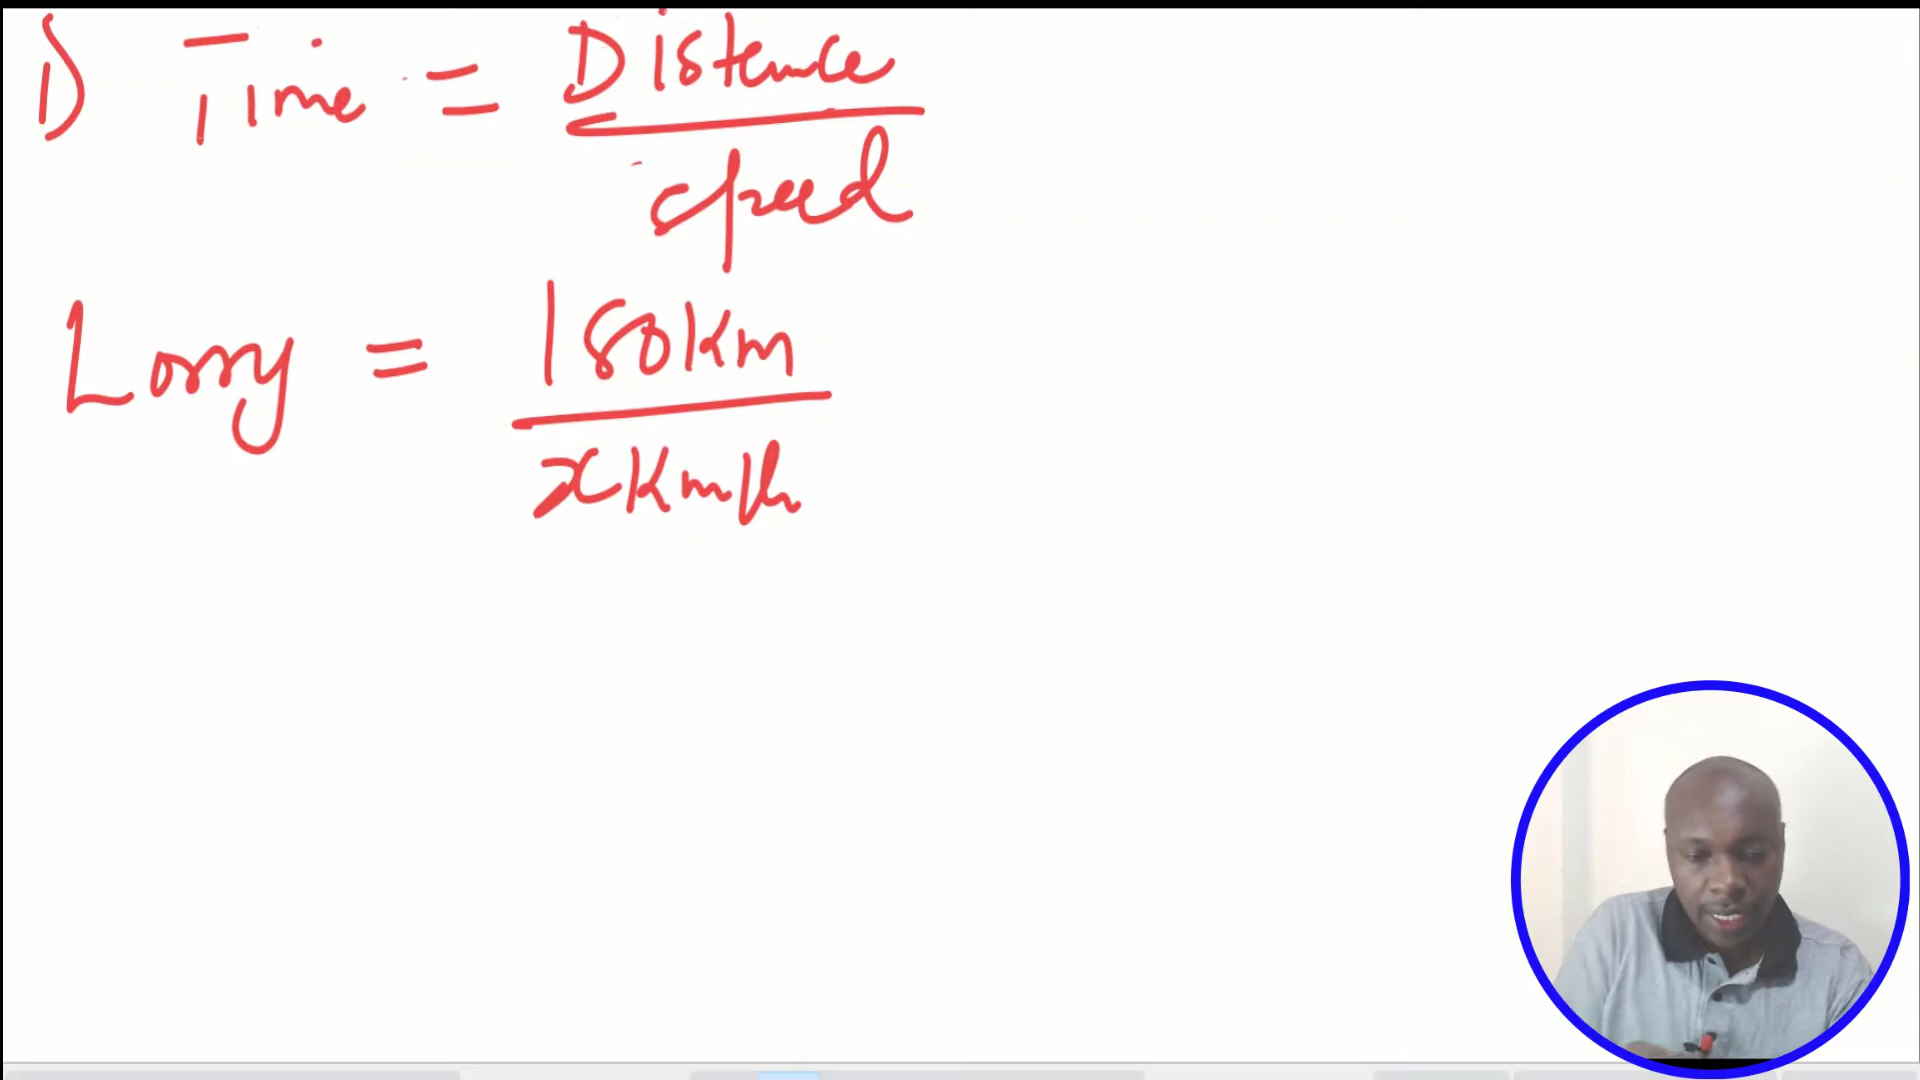 1) Time = Distance
speed
Lorry = 180km
xKm/h